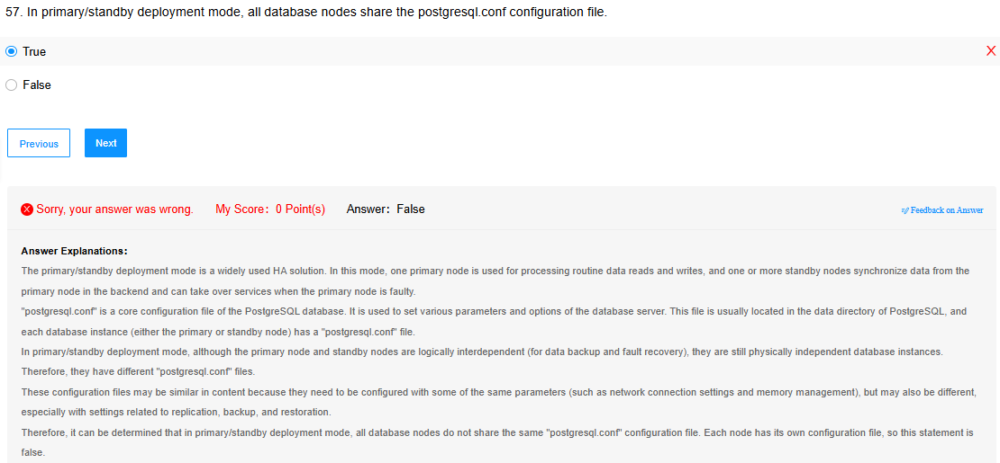 57. In primary/standby deployment mode, all database nodes share the postgresql.conf configuration file.
True
X
False
Previous
Next
Sorry, your answer was wrong. My Score: 0 Point(s) Answer: False
Feedback on Answer
Answer Explanations:
The primary/standby deployment mode is a widely used HA solution. In this mode, one primary node is used for processing routine data reads and writes, and one or more standby nodes synchronize data from the
primary node in the backend and can take over services when the primary node is faulty.
"postgresql.conf" is a core configuration file of the PostgreSQL database. It is used to set various parameters and options of the database server. This file is usually located in the data directory of PostgreSQL, and
each database instance (either the primary or standby node) has a "postgresql.conf" file.
In primary/standby deployment mode, although the primary node and standby nodes are logically interdependent (for data backup and fault recovery), they are still physically independent database instances.
Therefore, they have different "postgresql.conf" files.
These configuration files may be similar in content because they need to be configured with some of the same parameters (such as network connection settings and memory management), but may also be different,
especially with settings related to replication, backup, and restoration.
Therefore, it can be determined that in primary/standby deployment mode, all database nodes do not share the same "postgresql.conf" configuration file. Each node has its own configuration file, so this statement is
false.